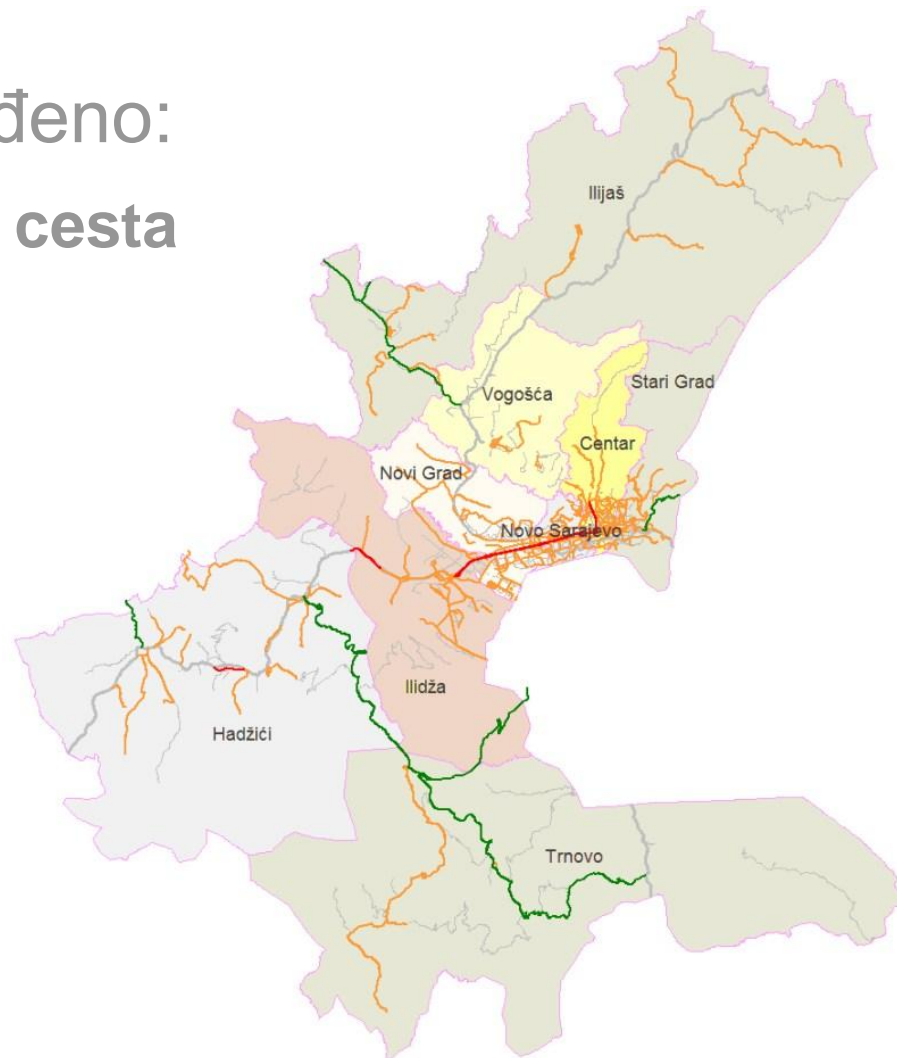 đeno:
cesta
Ilijaš
Vogošća
Stari Grad
Centar
Novi Grad
Novo Sarajevo
Ilidža
Hadžići
Trnovo